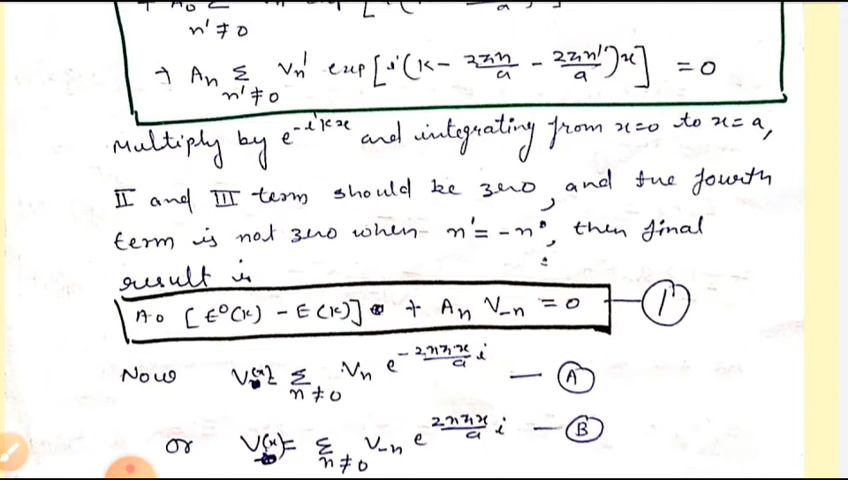 n' ≠ 0
+ An Σ Vn' exp[i(k - 2πn/a - 2πn'/a)x] = 0
n' ≠ 0
Multiply by e^-ikx and integrating from x=0 to x=a,
II and III term should be zero, and the fourth
term is not zero when n' = -n, then final
result is
A0 [E°(k) - E(k)] + An V-n = 0 — 1
Now V(x) = Σ Vn e^-2πnx/a i — A
n ≠ 0
or V(x) = Σ V-n e^2πnx/a i — B
n ≠ 0